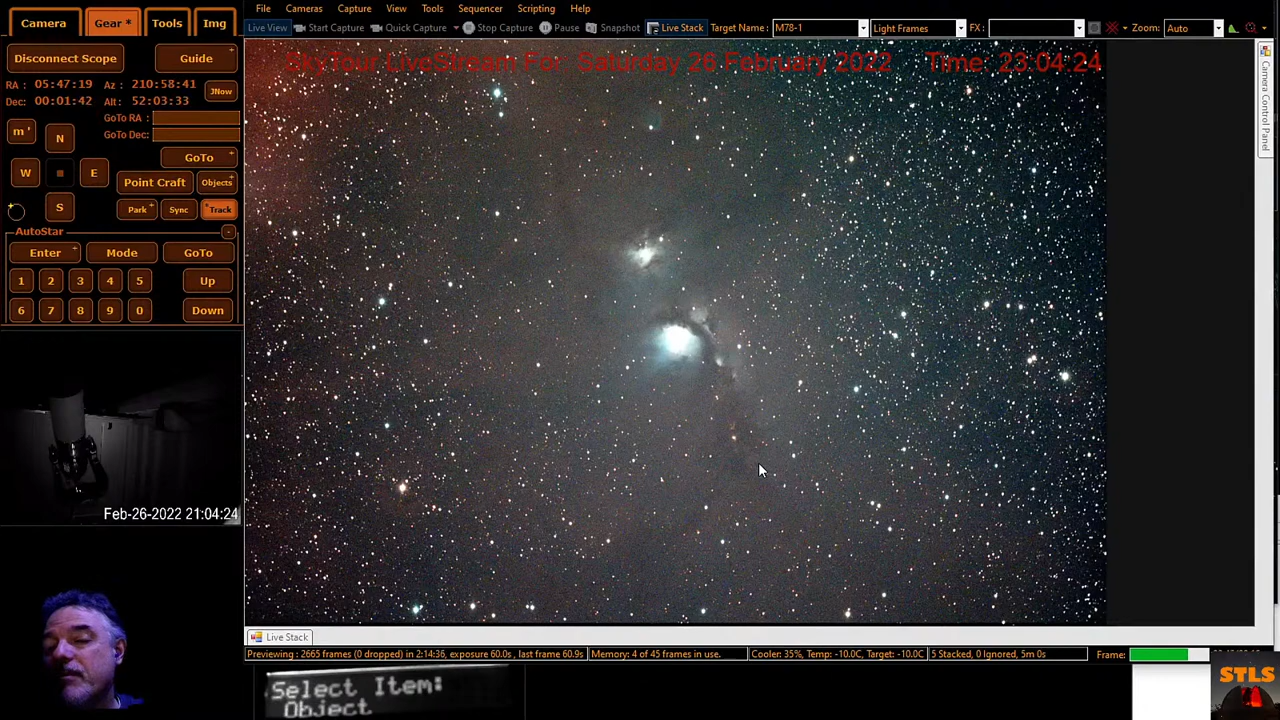 Camera Gear * Tools Img
File Cameras Capture View Tools Sequencer Scripting Help
Live View Start Capture Quick Capture Stop Capture Pause Snapshot Live Stack Target Name: M78-1 Light Frames FX: Zoom: Auto
Disconnect Scope Guide
SkyTour LiveStream For Saturday 26 February 2022 Time: 23:04:24
RA : 05:47:19 Az : 210:58:41
Dec: 00:01:42 Alt: 52:03:33
JNow
GoTo RA :
GoTo Dec:
m '
N
GoTo
W E
Point Craft Objects
S
Park Sync Track
AutoStar
Enter Mode GoTo
1 2 3 4 5 Up
6 7 8 9 0 Down
Camera Control Panel
Feb-26-2022 21:04:24
Live Stack
Previewing : 2665 frames (0 dropped) in 2:14:36, exposure 60.0s , last frame 60.9s Memory: 4 of 45 frames in use. Cooler: 35%, Temp: -10.0C, Target: -10.0C 5 Stacked, 0 Ignored, 5m 0s Frame:
Select Item:
Object
STLS